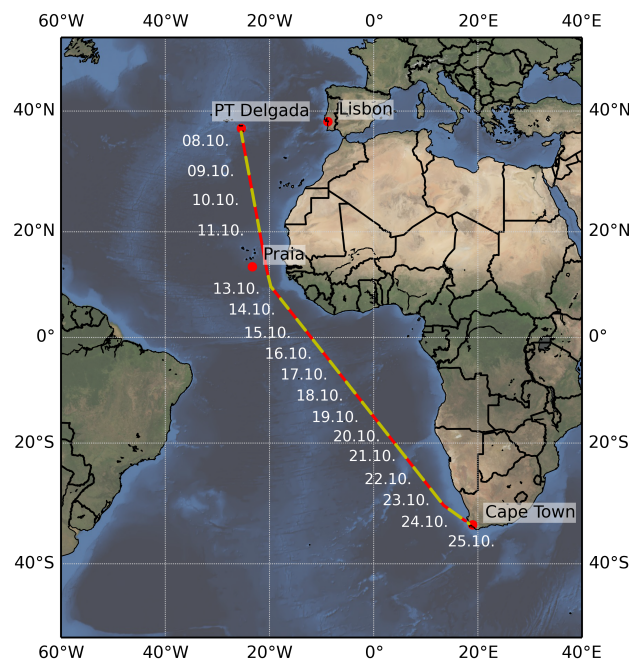 60°W 40°W 20°W 0° 20°E 40°E
40°N 40°N
PT Delgada
Lisbon
08.10.
09.10.
10.10.
11.10.
20°N 20°N
Praia
13.10.
14.10.
15.10.
0° 0°
16.10.
17.10.
18.10.
19.10.
20.10.
20°S 20°S
21.10.
22.10.
23.10.
Cape Town
24.10.
25.10.
40°S 40°S
60°W 40°W 20°W 0° 20°E 40°E